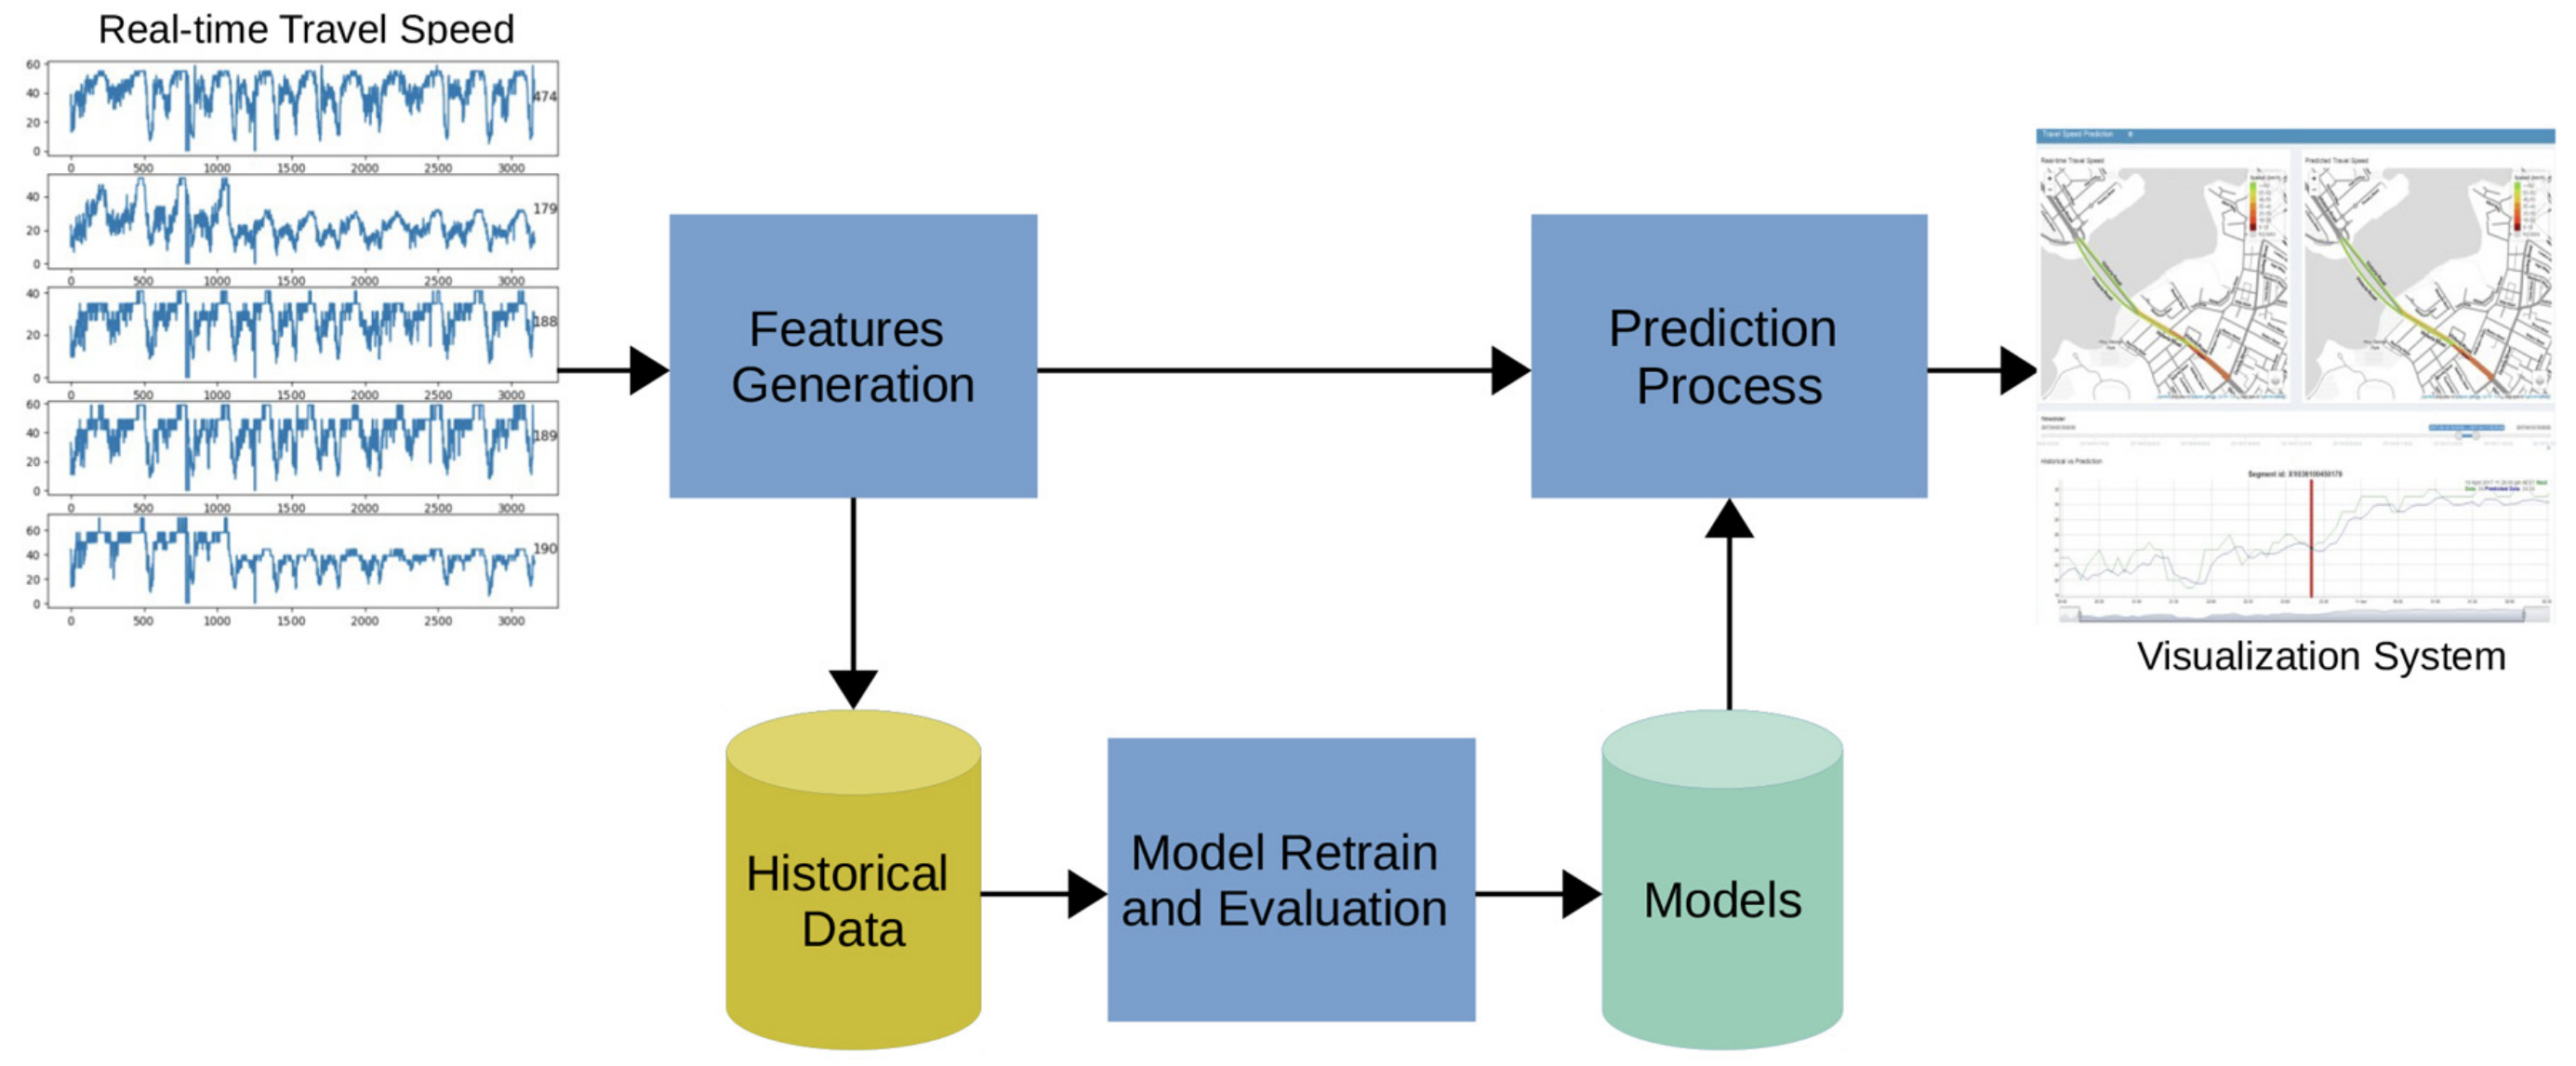 Real-time Travel Speed
60
40
20
0
474
0 500 1000 1500 2000 2500 3000
40
20
0
179
0 500 1000 1500 2000 2500 3000
40
20
0
188
0 500 1000 1500 2000 2500 3000
60
40
20
0
189
0 500 1000 1500 2000 2500 3000
60
40
20
0
190
0 500 1000 1500 2000 2500 3000
Features
Generation
Prediction
Process
Historical
Data
Model Retrain
and Evaluation
Models
Travel Speed Prediction
Real-time Travel Speed
Predicted Travel Speed
Historical vs Prediction
Segment id:
Visualization System